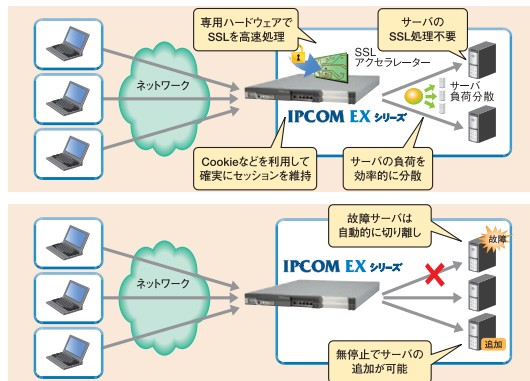 専用ハードウェアで
SSLを高速処理
サーバの
SSL処理不要
SSL
アクセラレーター
ネットワーク
サーバ
負荷分散
IPCOM EX シリーズ
Cookieなどを利用して
確実にセッションを維持
サーバの負荷を
効率的に分散
故障サーバは
自動的に切り離し
故障
IPCOM EX シリーズ
ネットワーク
追加
無停止でサーバの
追加が可能